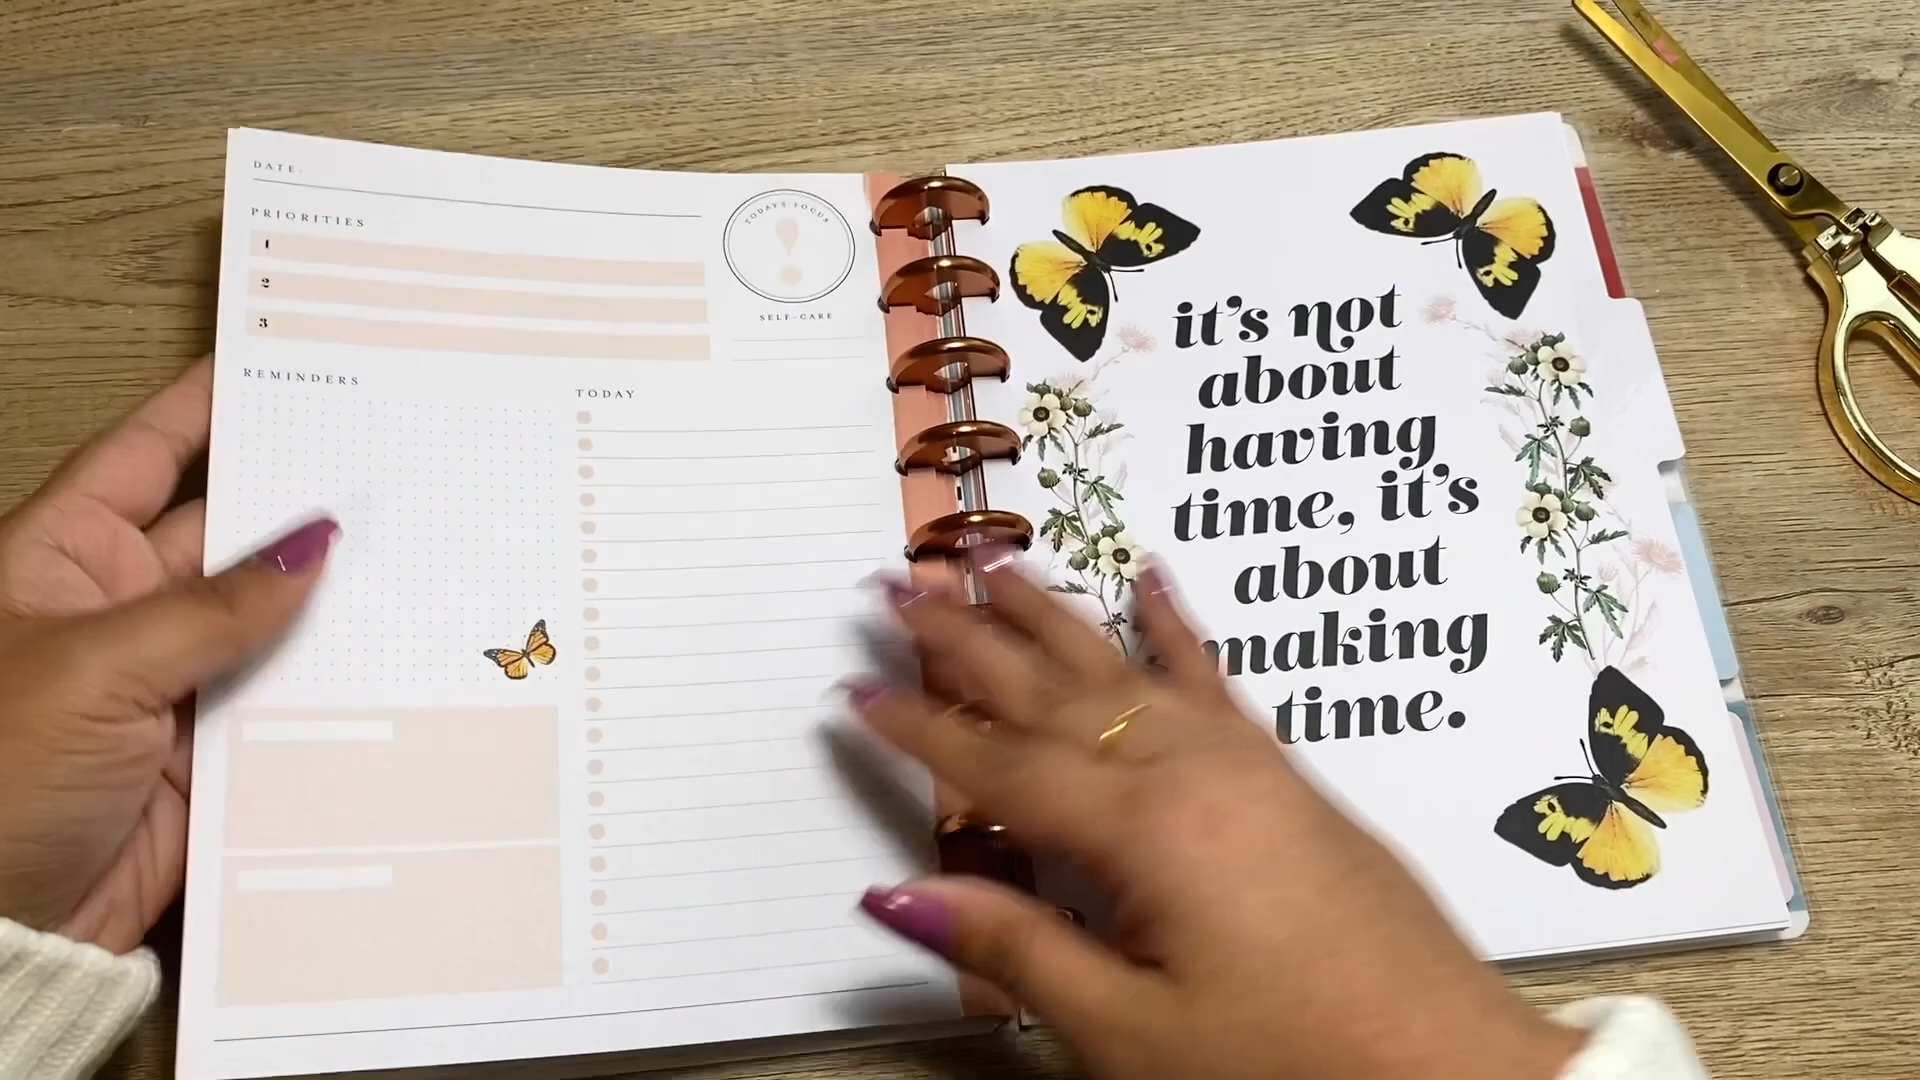 DATE:
PRIORITIES
1
2
3
TODAY'S FOCUS
SELF-CARE
REMINDERS
TODAY
it's not
about
having
time, it's
about
making
time.